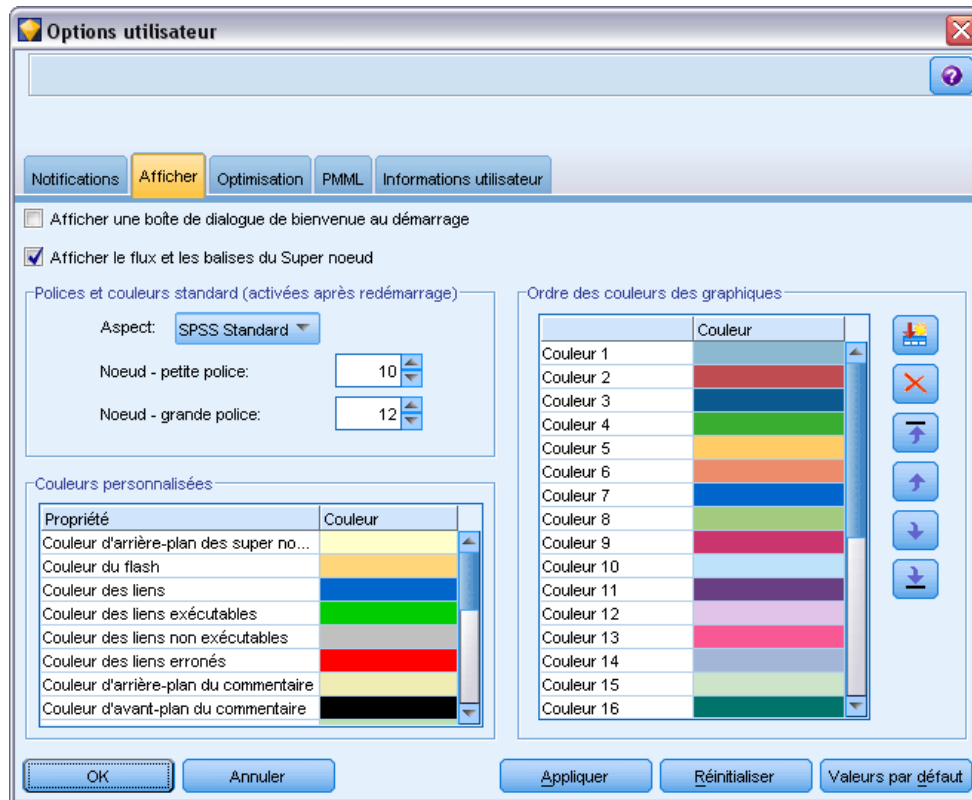 Options utilisateur
Notifications Afficher Optimisation PMML Informations utilisateur
Afficher une boîte de dialogue de bienvenue au démarrage
Afficher le flux et les balises du Super noeud
Polices et couleurs standard (activées après redémarrage)
Aspect: SPSS Standard
Noeud - petite police: 10
Noeud - grande police: 12
Couleurs personnalisées
Propriété Couleur
Couleur d'arrière-plan des super no...
Couleur du flash
Couleur des liens
Couleur des liens exécutables
Couleur des liens non exécutables
Couleur des liens erronés
Couleur d'arrière-plan du commentaire
Couleur d'avant-plan du commentaire
Ordre des couleurs des graphiques
Couleur
Couleur 1
Couleur 2
Couleur 3
Couleur 4
Couleur 5
Couleur 6
Couleur 7
Couleur 8
Couleur 9
Couleur 10
Couleur 11
Couleur 12
Couleur 13
Couleur 14
Couleur 15
Couleur 16
OK Annuler Appliquer Réinitialiser Valeurs par défaut